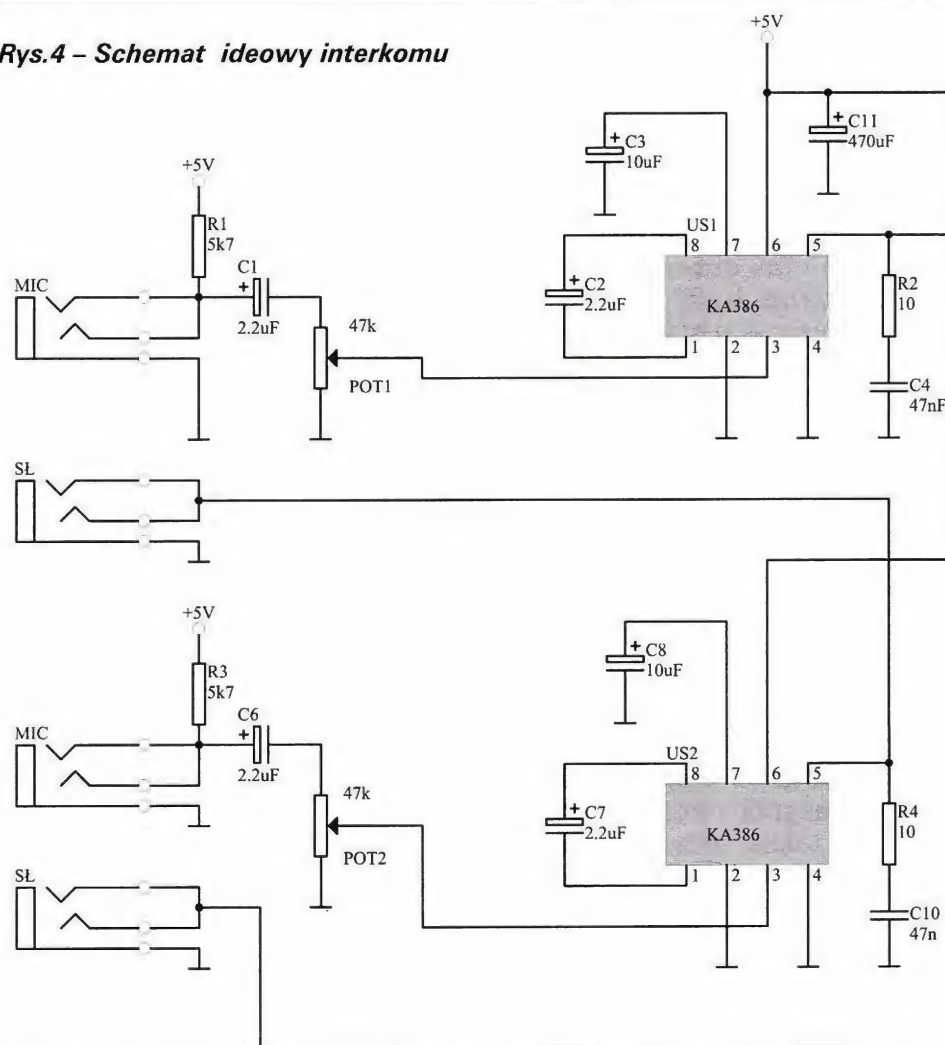 Rys.4 – Schemat ideowy interkomu
+5V
C11
470uF
C3
10uF
+5V
R1
5k7
MIC
C1
2.2uF
47k
POT1
US1
8 7 6 5
C2
2.2uF
KA386
1 2 3 4
R2
10
C4
47nF
SŁ
+5V
R3
5k7
MIC
C6
2.2uF
47k
POT2
C8
10uF
US2
8 7 6 5
C7
2.2uF
KA386
1 2 3 4
R4
10
C10
47n
SŁ